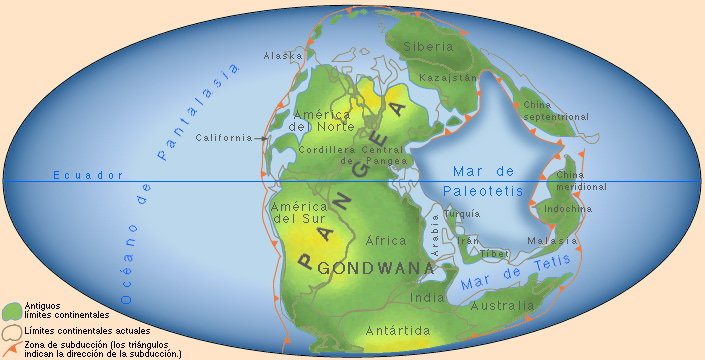 Siberia
Alaska
Kazajstán
Océano de Pantalasia
China
septentrional
América
del Norte
California
Cordillera Central
de Pangea
PANGEA
Mar de
Paleotetis
Ecuador
China
meridional
América
del Sur
Turquía
Indochina
Arabia
África
Irán
Malasia
Tíbet
GONDWANA
Mar de Tetis
India
Australia
Antártida
Antiguos
límites continentales
Límites continentales actuales
Zona de subducción (los triángulos
indican la dirección de la subducción.)